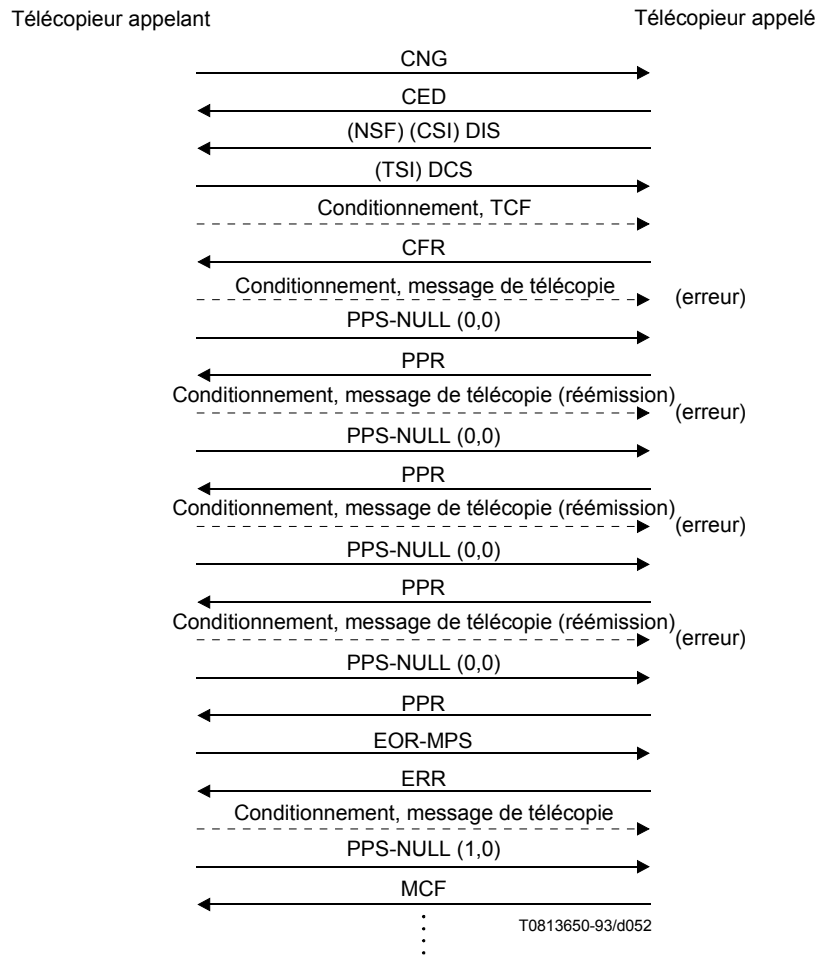 Télécopieur appelant
Télécopieur appelé
CNG
CED
(NSF) (CSI) DIS
(TSI) DCS
Conditionnement, TCF
CFR
Conditionnement, message de télécopie
(erreur)
PPS-NULL (0,0)
PPR
Conditionnement, message de télécopie (réémission)
(erreur)
PPS-NULL (0,0)
PPR
Conditionnement, message de télécopie (réémission)
(erreur)
PPS-NULL (0,0)
PPR
Conditionnement, message de télécopie (réémission)
(erreur)
PPS-NULL (0,0)
PPR
EOR-MPS
ERR
Conditionnement, message de télécopie
PPS-NULL (1,0)
MCF
T0813650-93/d052